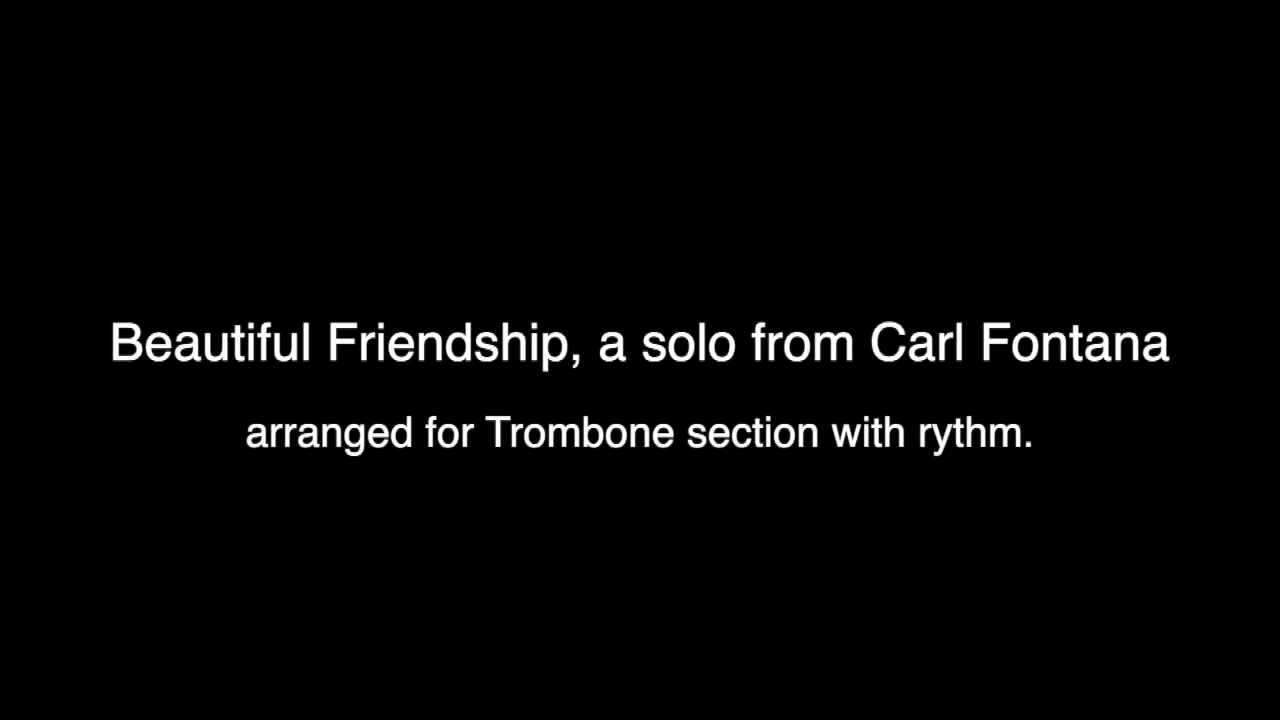 Beautiful Friendship, a solo from Carl Fontana
arranged for Trombone section with rythm.